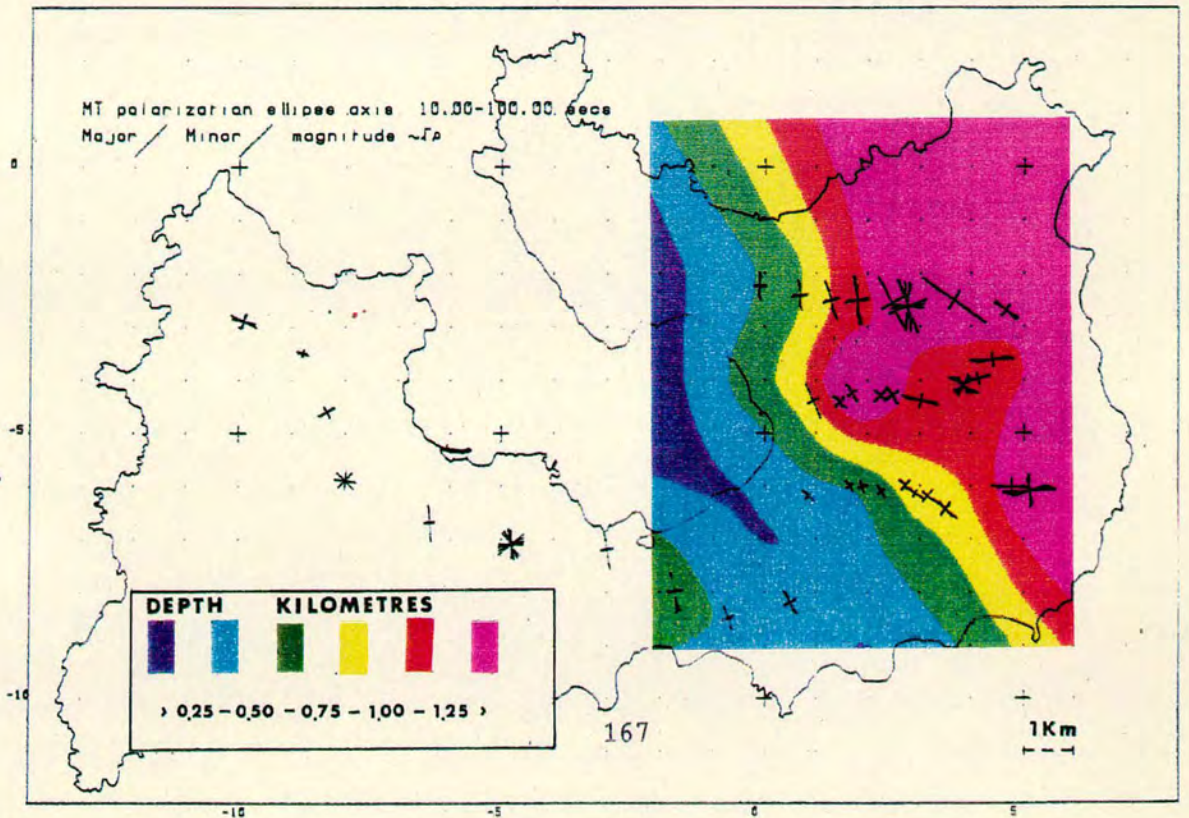 MT polarization ellipse axis 10.00-100.00 secs
Major / Minor / magnitude ~√ρ
0
-5
-10
DEPTH KILOMETRES
› 0,25 – 0,50 – 0,75 – 1,00 – 1,25 ›
167
1Km
-10 -5 0 5